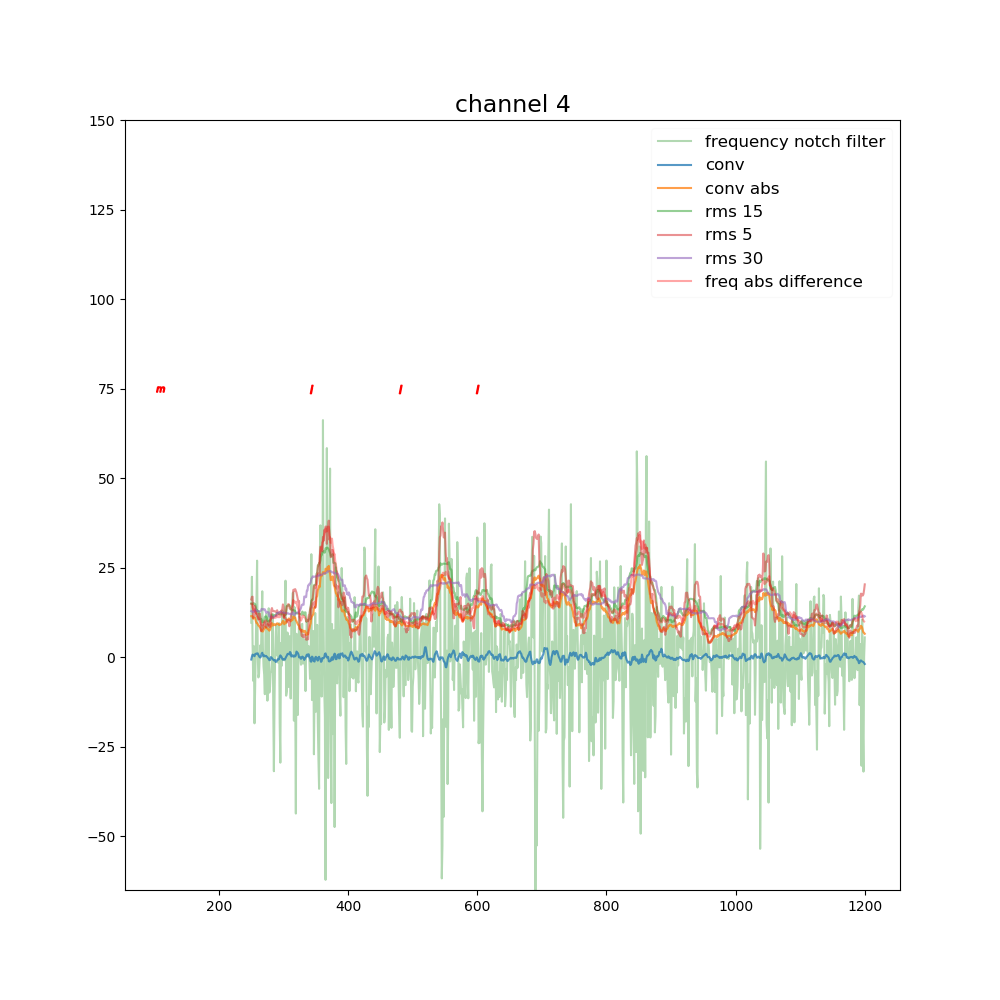 channel 4
150
125
100
75
50
25
0
−25
−50
frequency notch filter
conv
conv abs
rms 15
rms 5
rms 30
freq abs difference
m l l l
200 400 600 800 1000 1200